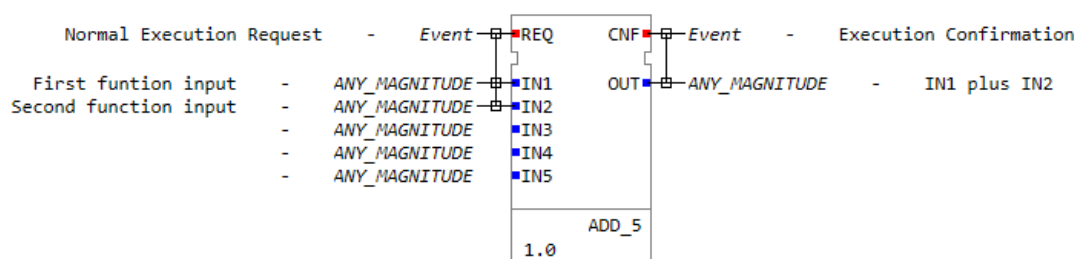 Normal Execution Request - Event REQ CNF Event - Execution Confirmation
First funtion input - ANY_MAGNITUDE IN1 OUT ANY_MAGNITUDE - IN1 plus IN2
Second function input - ANY_MAGNITUDE IN2
- ANY_MAGNITUDE IN3
- ANY_MAGNITUDE IN4
- ANY_MAGNITUDE IN5
ADD_5
1.0